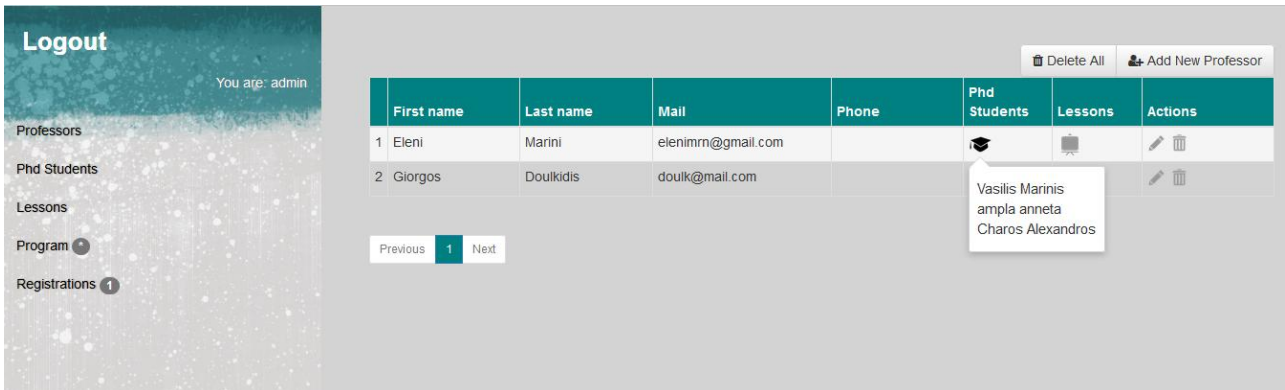 Logout
You are: admin
Professors
Phd Students
Lessons
Program *
Registrations 1
Delete All Add New Professor
First name Last name Mail Phone Phd Students Lessons Actions
1 Eleni Marini elenimrn@gmail.com
2 Giorgos Doulkidis doulk@mail.com
Vasilis Marinis
ampla anneta
Charos Alexandros
Previous 1 Next